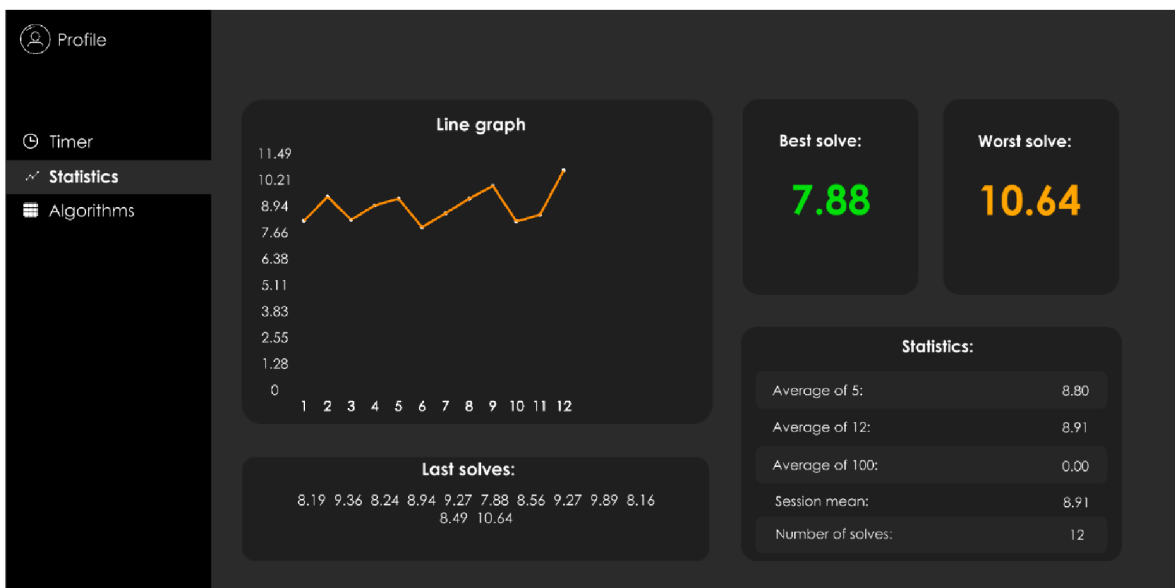 Profile
Timer
Statistics
Algorithms
Line graph
11.49
10.21
8.94
7.66
6.38
5.11
3.83
2.55
1.28
0
1 2 3 4 5 6 7 8 9 10 11 12
Last solves:
8.19 9.36 8.24 8.94 9.27 7.88 8.56 9.27 9.89 8.16
8.49 10.64
Best solve:
7.88
Worst solve:
10.64
Statistics:
Average of 5: 8.80
Average of 12: 8.91
Average of 100: 0.00
Session mean: 8.91
Number of solves: 12